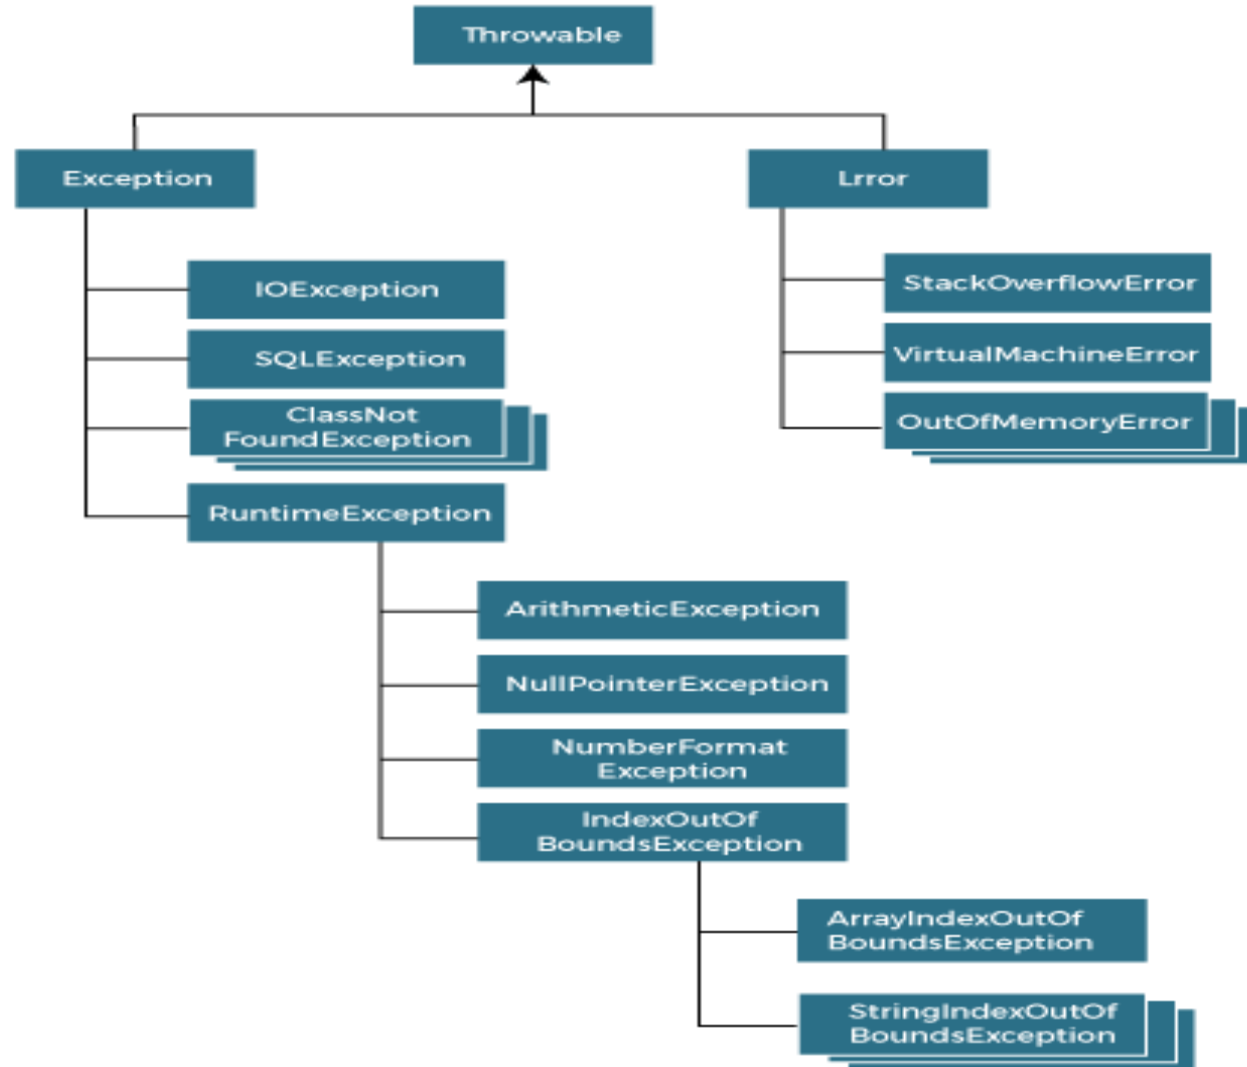 Throwable
Exception
Lrror
IOException
SQLException
ClassNot
FoundException
RuntimeException
StackOverflowError
VirtualMachineError
OutOfMemoryError
ArithmeticException
NullPointerException
NumberFormat
Exception
IndexOutOf
BoundsException
ArrayIndexOutOf
BoundsException
StringIndexOutOf
BoundsException